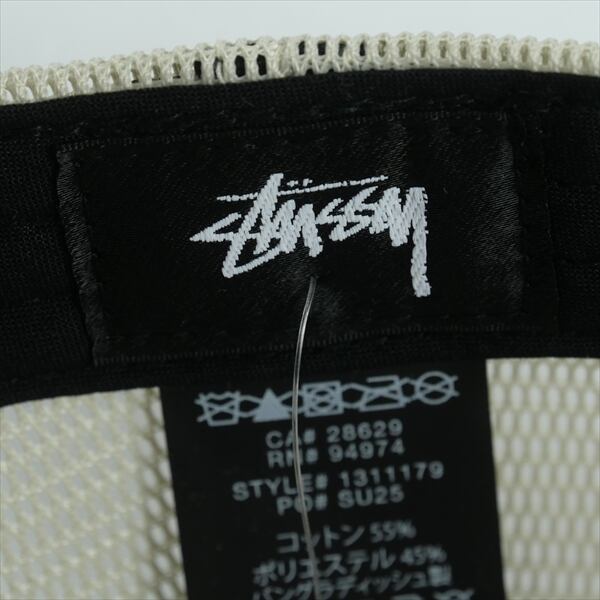 STÜSSY
CA# 28629
RN# 94974
STYLE# 1311179
PO# SU25
コットン 55%
ポリエステル 45%
バングラディッシュ製